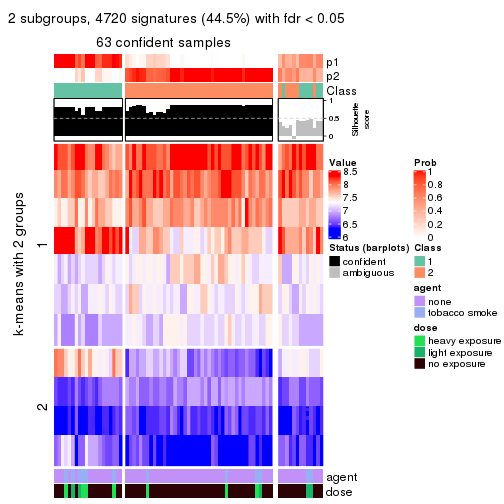 2 subgroups, 4720 signatures (44.5%) with fdr < 0.05
63 confident samples
p1
p2
Class
1
0.5
0
Silhouette
score
k-means with 2 groups
1
2
agent
dose
Value
8.5
8
7.5
7
6.5
6
Prob
1
0.8
0.6
0.4
0.2
0
Status (barplots)
confident
ambiguous
Class
1
2
agent
none
tobacco smoke
dose
heavy exposure
light exposure
no exposure